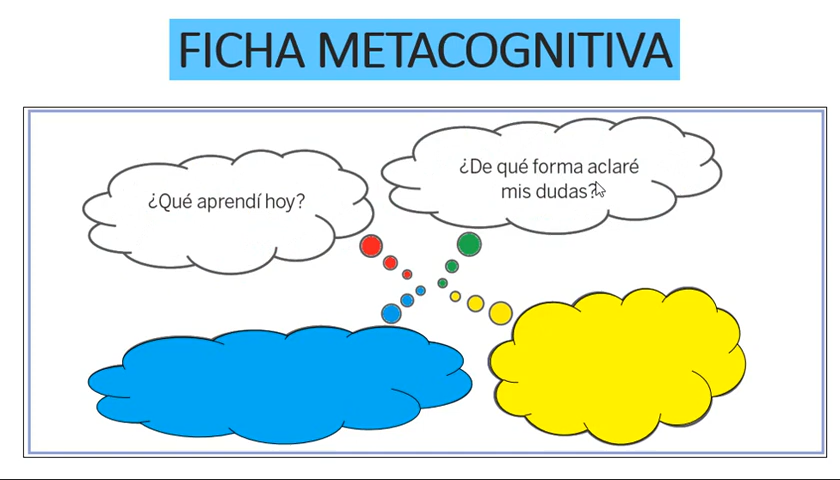 FICHA METACOGNITIVA
¿Qué aprendí hoy?
¿De qué forma aclaré
mis dudas?